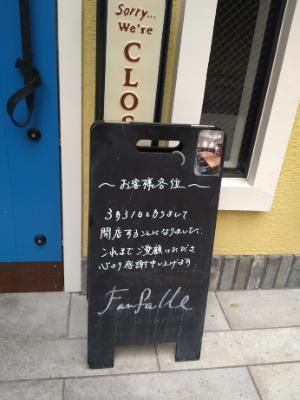 Sorry...
We're
CLOS
～お客様各位～
3月31日をもちまして
閉店することになりました。
これまでご愛顧いただき
心より感謝申し上げます
Farfalle